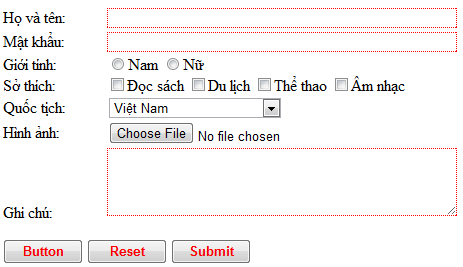 Họ và tên:
Mật khẩu:
Giới tính: Nam Nữ
Sở thích: Đọc sách Du lịch Thể thao Âm nhạc
Quốc tịch: Việt Nam
Hình ảnh: Choose File No file chosen
Ghi chú:
Button Reset Submit